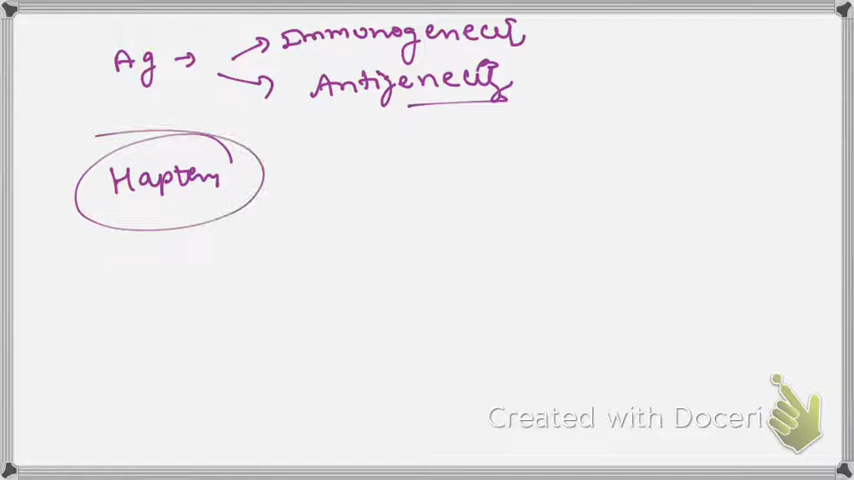 Ag → → Immunogenecity
→ Antigenecity
Hapten
Created with Doceri